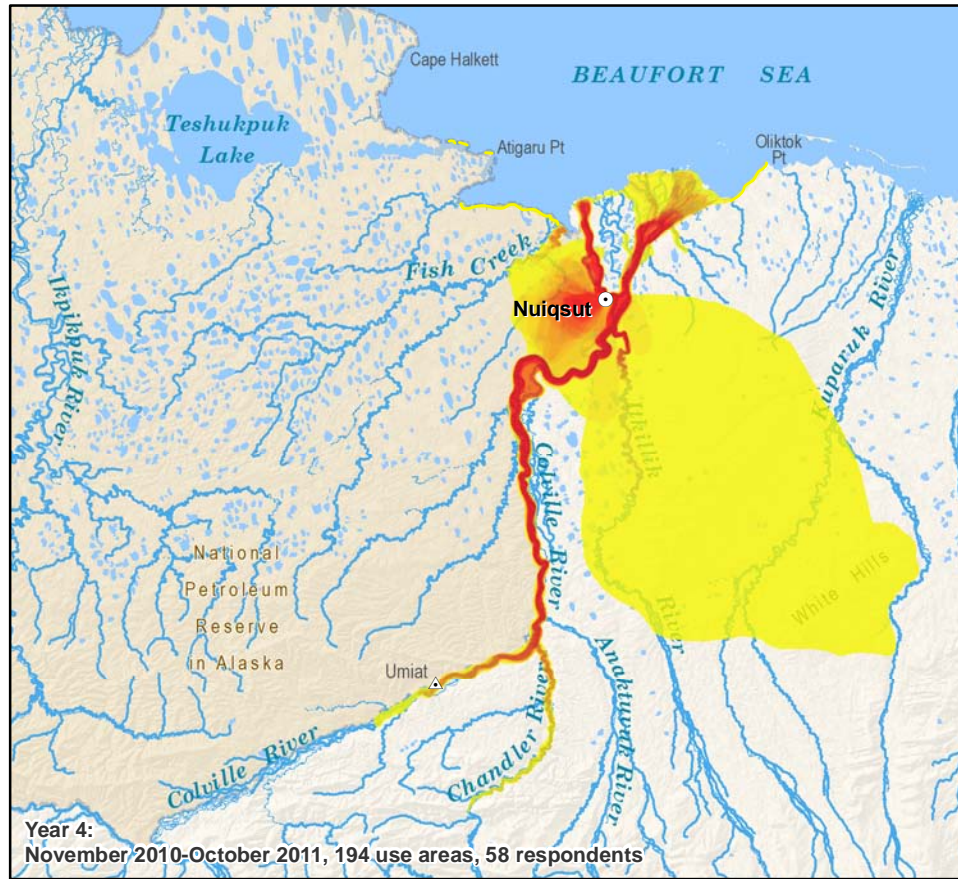 Cape Halkett
BEAUFORT SEA
Teshukpuk
Lake
Atigaru Pt
Oliktok
Pt
Fish Creek
Nuiqsut
Ikpikpuk River
Kuparuk River
Itkillik
River
Colville River
National
Petroleum
Reserve
in Alaska
White Hills
Umiat
Anaktuvuk River
Chandler River
Colville River
Year 4:
November 2010-October 2011, 194 use areas, 58 respondents